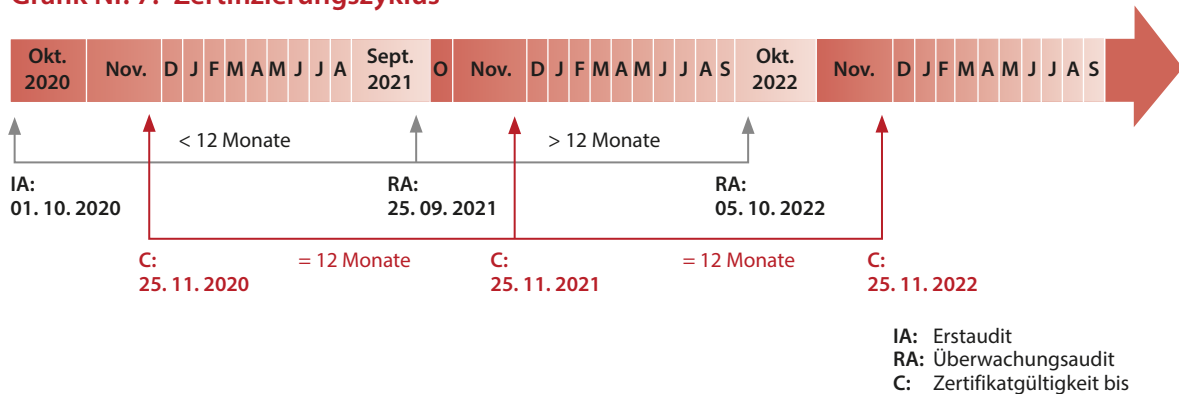 Grafik Nr. 7: Zertifizierungszyklus
Okt. 2020 Nov. D J F M A M J J A Sept. 2021 O Nov. D J F M A M J J A S Okt. 2022 Nov. D J F M A M J J A S
< 12 Monate > 12 Monate
IA: RA: RA:
01. 10. 2020 25. 09. 2021 05. 10. 2022
C: = 12 Monate C: = 12 Monate C:
25. 11. 2020 25. 11. 2021 25. 11. 2022
IA: Erstaudit
RA: Überwachungsaudit
C: Zertifikatgültigkeit bis